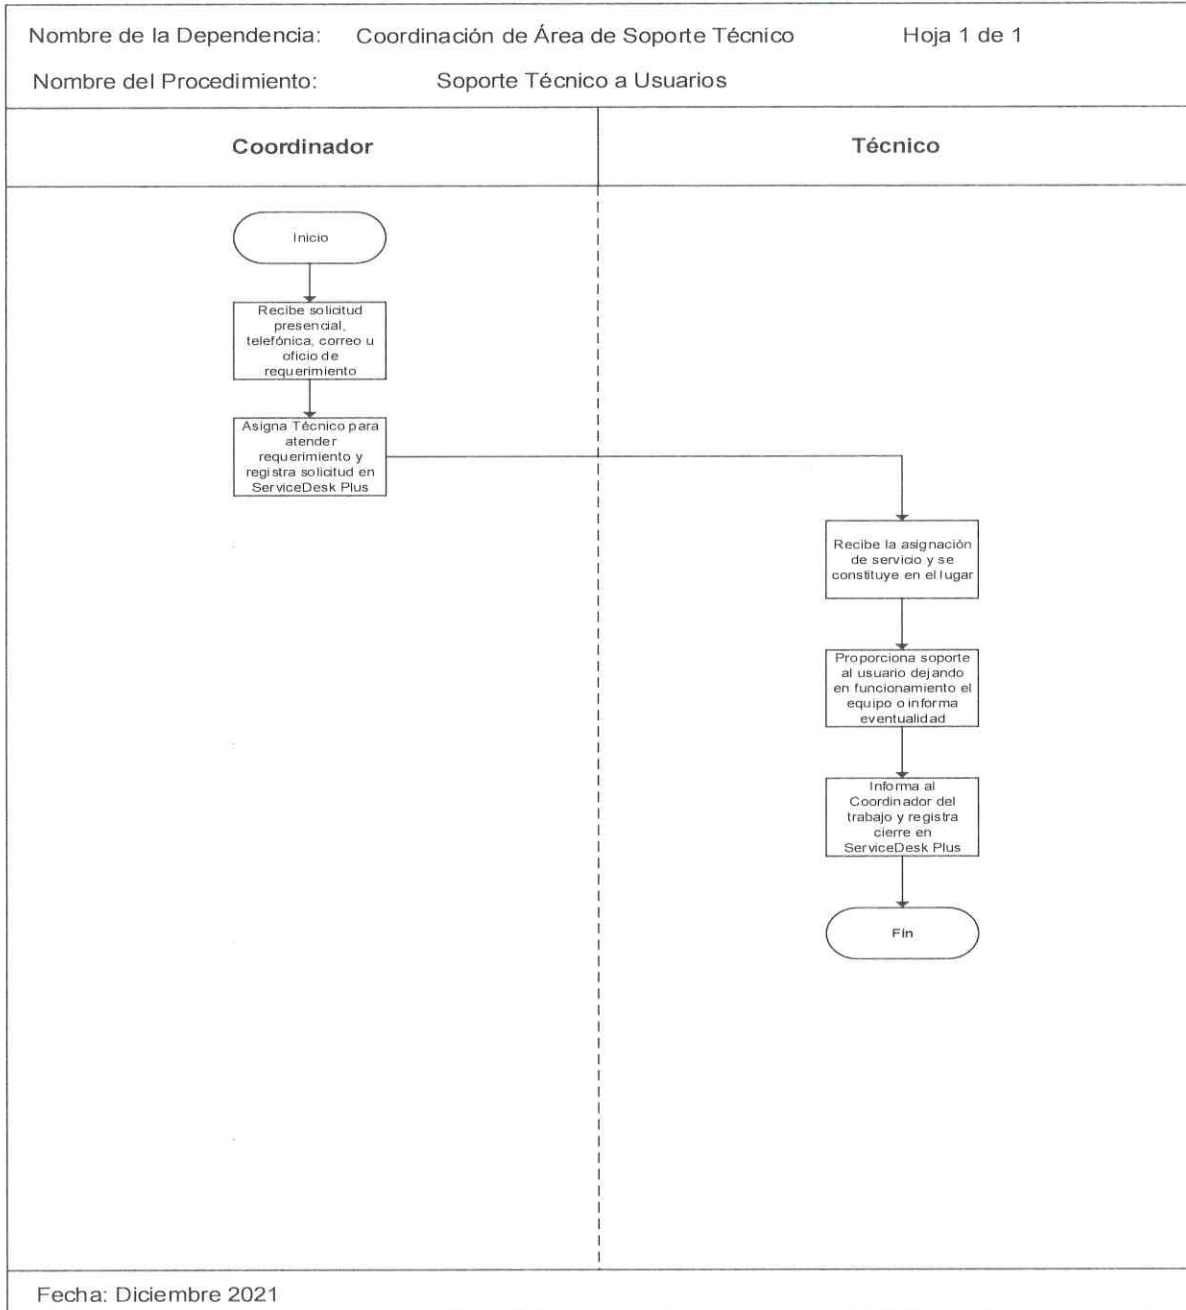 Nombre de la Dependencia: Coordinación de Área de Soporte Técnico Hoja 1 de 1
Nombre del Procedimiento: Soporte Técnico a Usuarios
Coordinador
Técnico
Inicio
Recibe solicitud
presencial,
telefónica, correo u
oficio de
requerimiento
Asigna Técnico para
atender
requerimiento y
registra solicitud en
ServiceDesk Plus
Recibe la asignación
de servicio y se
constituye en el lugar
Proporciona soporte
al usuario dejando
en funcionamiento el
equipo o informa
eventualidad
Informa al
Coordinador del
trabajo y registra
cierre en
ServiceDesk Plus
Fin
Fecha: Diciembre 2021